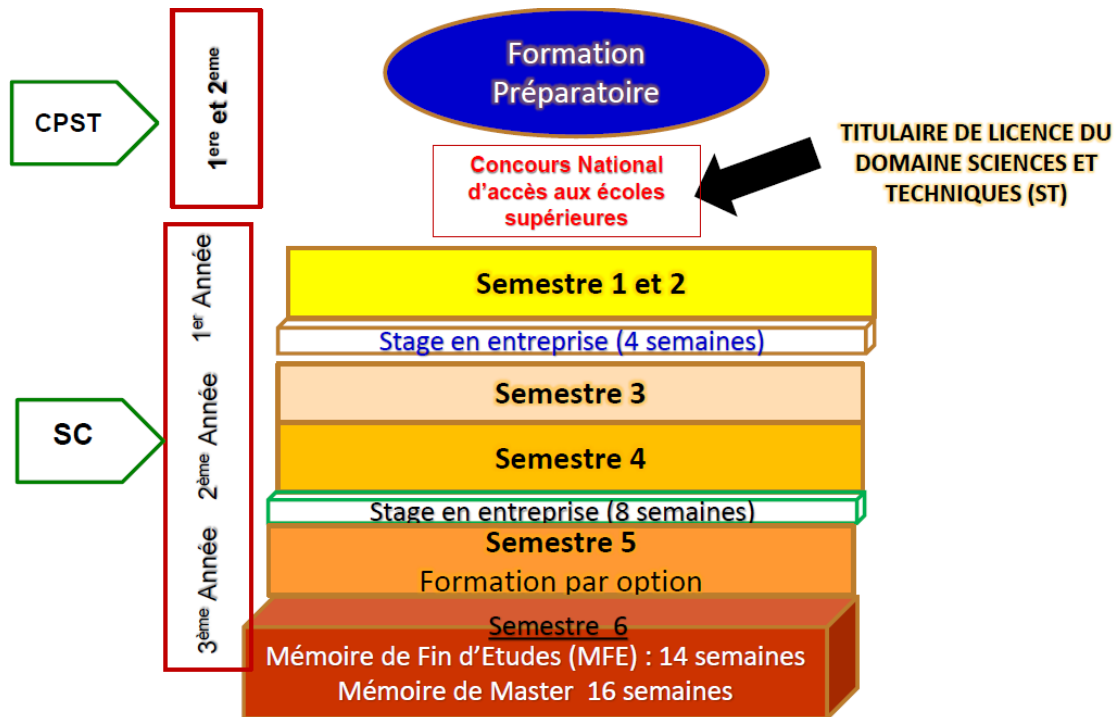 CPST
1ere et 2eme
Formation
Préparatoire
Concours National
d'accès aux écoles
supérieures
TITULAIRE DE LICENCE DU
DOMAINE SCIENCES ET
TECHNIQUES (ST)
SC
1er Année
2ème Année
3ème Année
Semestre 1 et 2
Stage en entreprise (4 semaines)
Semestre 3
Semestre 4
Stage en entreprise (8 semaines)
Semestre 5
Formation par option
Semestre 6
Mémoire de Fin d'Etudes (MFE) : 14 semaines
Mémoire de Master 16 semaines